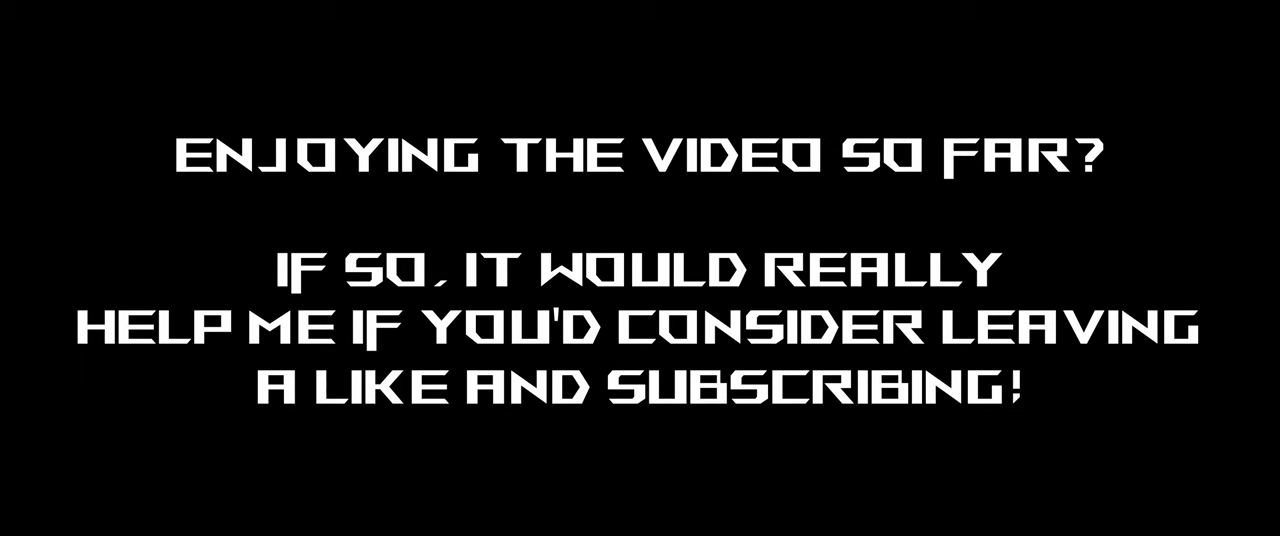 ENJOYING THE VIDEO SO FAR?
IF SO, IT WOULD REALLY
HELP ME IF YOU'D CONSIDER LEAVING
A LIKE AND SUBSCRIBING!